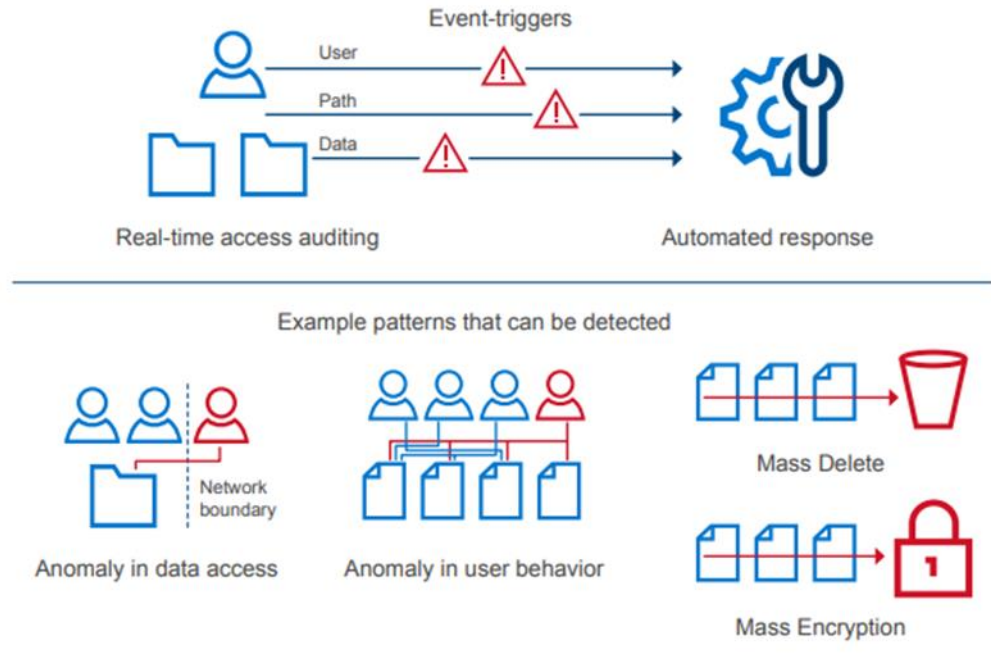 Event-triggers
User
Path
Data
Real-time access auditing
Automated response
Example patterns that can be detected
Network
boundary
Anomaly in data access
Anomaly in user behavior
Mass Delete
1
Mass Encryption